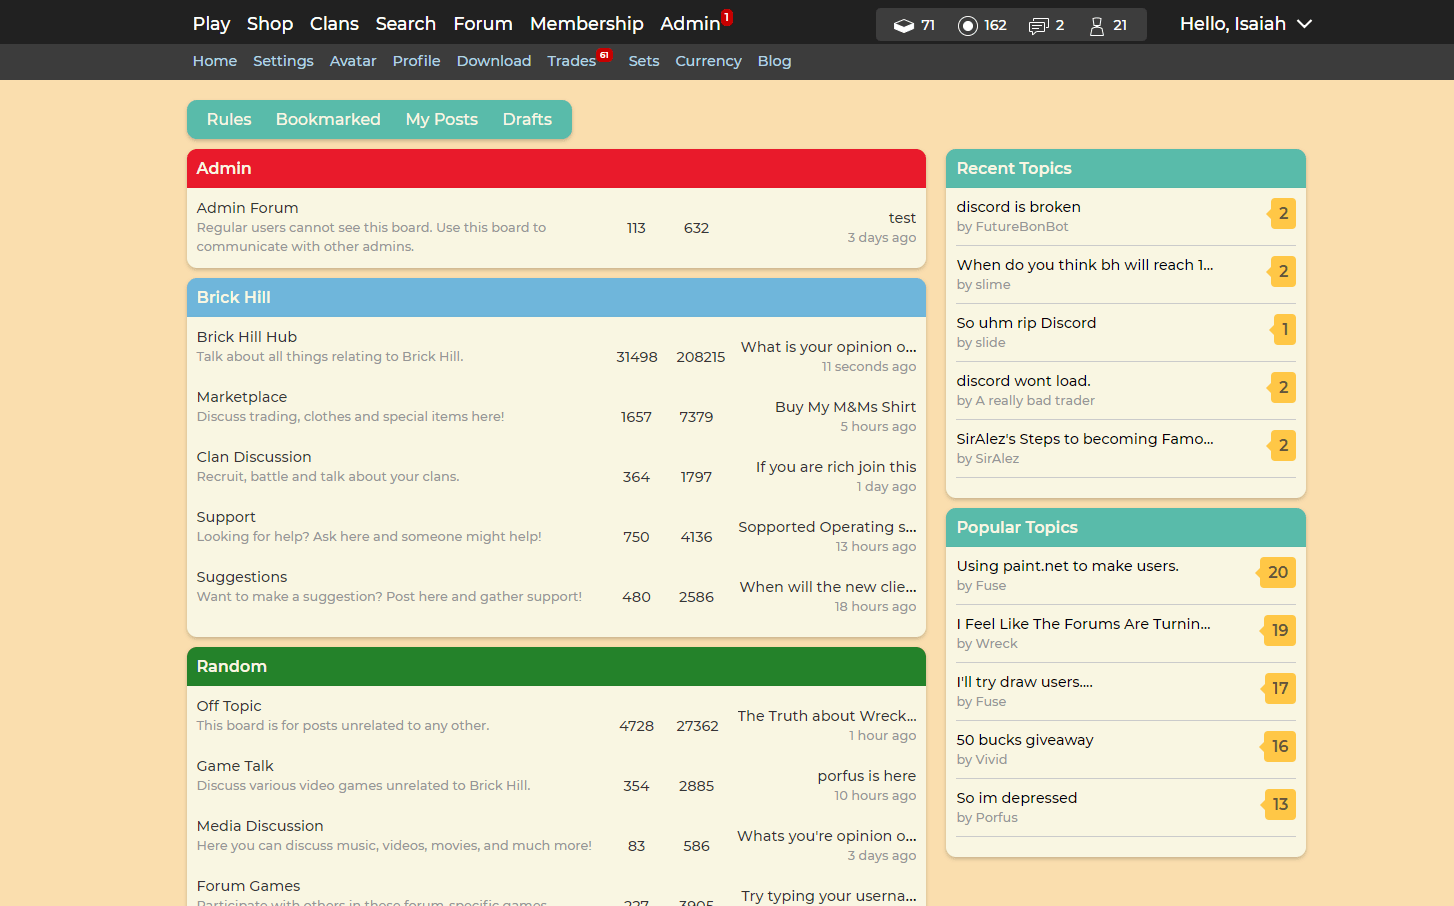 Play Shop Clans Search Forum Membership Admin 1 71 162 2 21 Hello, Isaiah
Home Settings Avatar Profile Download Trades 61 Sets Currency Blog
Rules Bookmarked My Posts Drafts
Admin
Admin Forum
Regular users cannot see this board. Use this board to
communicate with other admins.
113 632
test
3 days ago
Brick Hill
Brick Hill Hub
Talk about all things relating to Brick Hill.
31498 208215
What is your opinion o...
11 seconds ago
Marketplace
Discuss trading, clothes and special items here!
1657 7379
Buy My M&Ms Shirt
5 hours ago
Clan Discussion
Recruit, battle and talk about your clans.
364 1797
If you are rich join this
1 day ago
Support
Looking for help? Ask here and someone might help!
750 4136
Sopported Operating s...
13 hours ago
Suggestions
Want to make a suggestion? Post here and gather support!
480 2586
When will the new clie...
18 hours ago
Random
Off Topic
This board is for posts unrelated to any other.
4728 27362
The Truth about Wreck...
1 hour ago
Game Talk
Discuss various video games unrelated to Brick Hill.
354 2885
porfus is here
10 hours ago
Media Discussion
Here you can discuss music, videos, movies, and much more!
83 586
Whats you're opinion o...
3 days ago
Forum Games
Participate with others in these forum-specific games.
227 3905
Try typing your userna...
Recent Topics
discord is broken 2
by FutureBonBot
When do you think bh will reach 1... 2
by slime
So uhm rip Discord 1
by slide
discord wont load. 2
by A really bad trader
SirAlez's Steps to becoming Famo... 2
by SirAlez
Popular Topics
Using paint.net to make users. 20
by Fuse
I Feel Like The Forums Are Turnin... 19
by Wreck
I'll try draw users.... 17
by Fuse
50 bucks giveaway 16
by Vivid
So im depressed 13
by Porfus